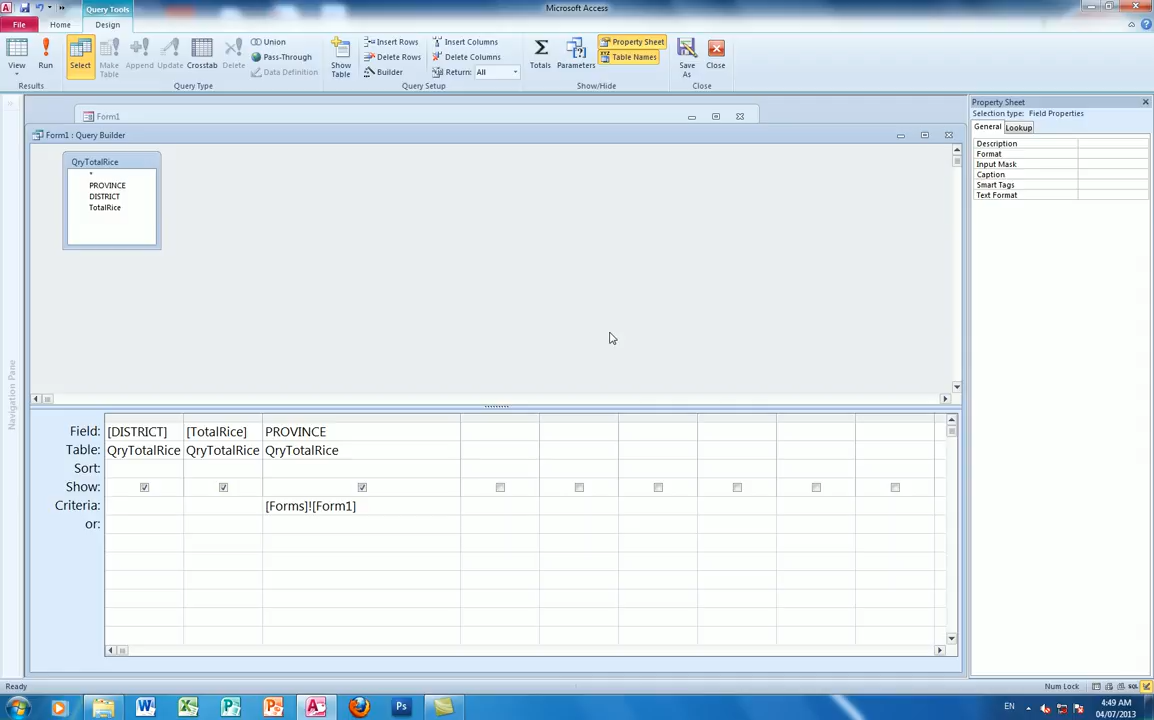 Query Tools
Microsoft Access
File
Home
Design
View
Run
Select
Make Table
Append
Update
Crosstab
Delete
Union
Pass-Through
Data Definition
Show Table
Insert Rows
Delete Rows
Builder
Insert Columns
Delete Columns
Return: All
Totals
Parameters
Property Sheet
Table Names
Save As
Close
Results
Query Type
Query Setup
Show/Hide
Close
Form1
Form1 : Query Builder
QryTotalRice
*
PROVINCE
DISTRICT
TotalRice
Navigation Pane
Field: [DISTRICT] [TotalRice] PROVINCE
Table: QryTotalRice QryTotalRice QryTotalRice
Sort:
Show:
Criteria: [Forms]![Form1]
or:
Property Sheet
Selection type: Field Properties
General Lookup
Description
Format
Input Mask
Caption
Smart Tags
Text Format
Ready
Num Lock
SQL
EN
4:49 AM
04/07/2013